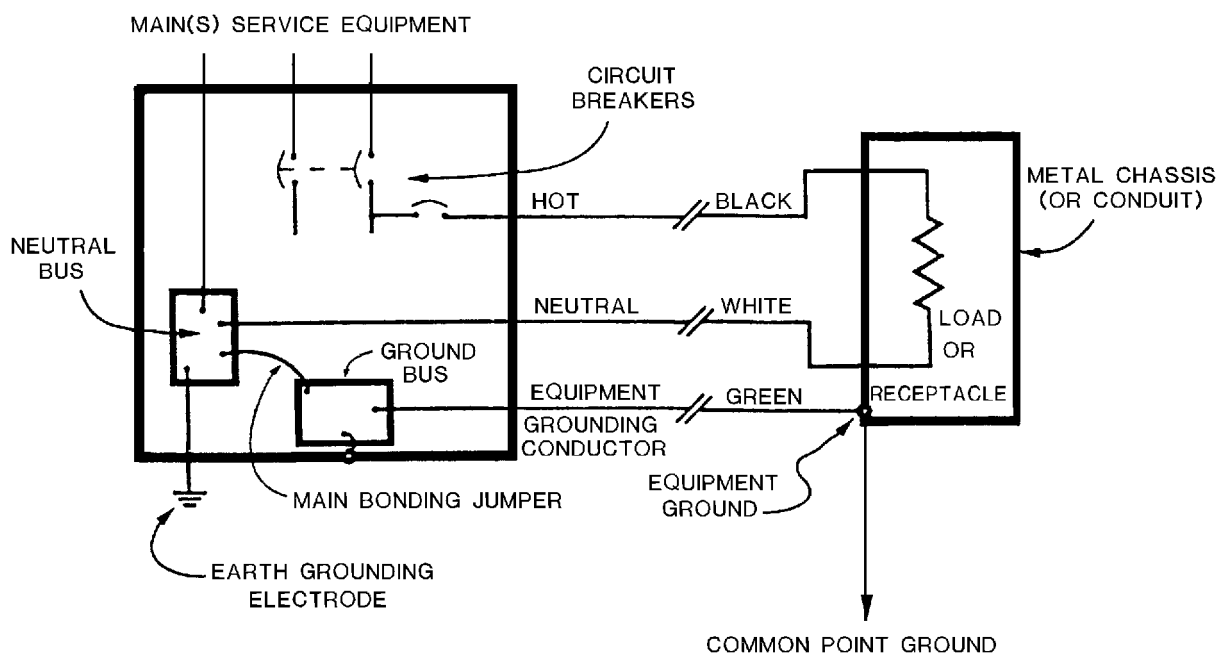 MAIN(S) SERVICE EQUIPMENT
CIRCUIT
BREAKERS
METAL CHASSIS
(OR CONDUIT)
HOT
BLACK
NEUTRAL
BUS
NEUTRAL
WHITE
LOAD
OR
RECEPTACLE
GROUND
BUS
EQUIPMENT
GROUNDING
CONDUCTOR
GREEN
EQUIPMENT
GROUND
MAIN BONDING JUMPER
EARTH GROUNDING
ELECTRODE
COMMON POINT GROUND